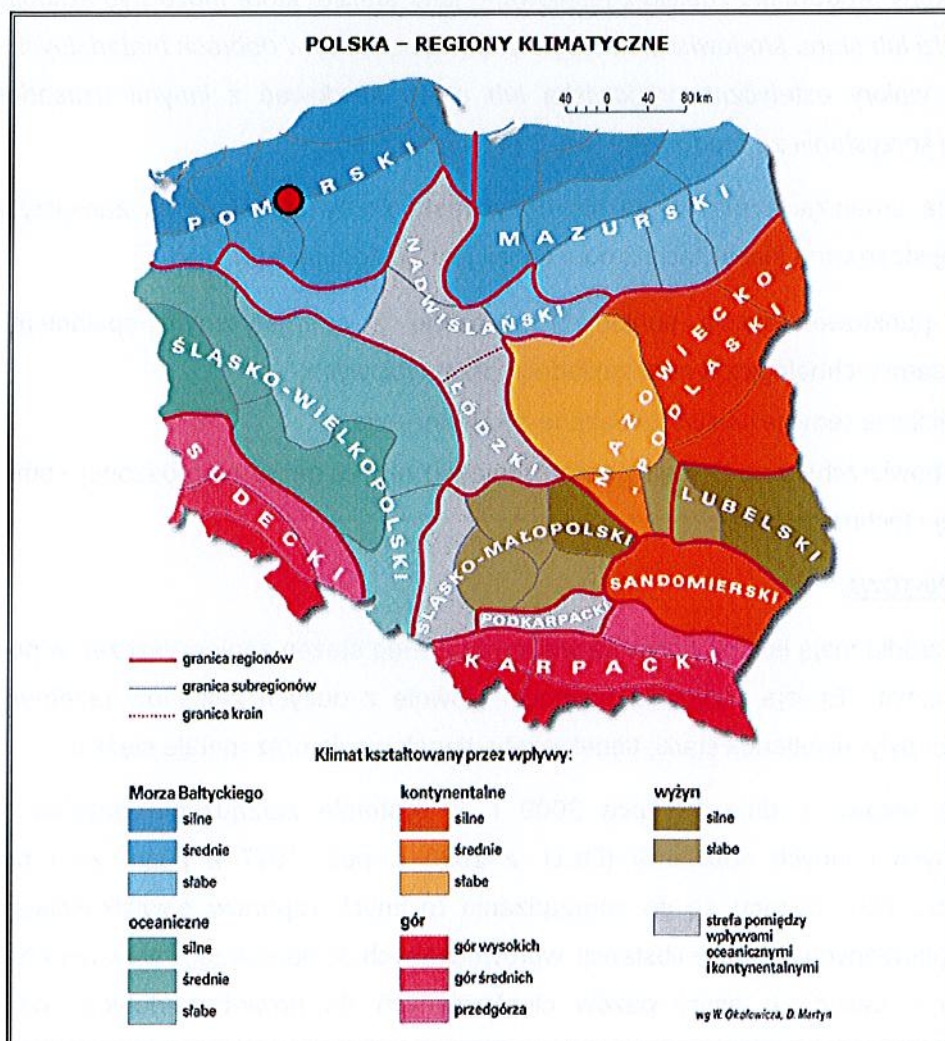 POLSKA – REGIONY KLIMATYCZNE
40 0 40 80 km
POMORSKI
MAZURSKI
NADWIŚLAŃSKI
MAZOWIECKO-
-PODLASKI
ŚLĄSKO-WIELKOPOLSKI
ŁÓDZKI
SUDECKI
LUBELSKI
ŚLĄSKO-MAŁOPOLSKI
SANDOMIERSKI
PODKARPACKI
KARPACKI
granica regionów
granica subregionów
granica krain
Klimat kształtowany przez wpływy:
Morza Bałtyckiego
silne
średnie
słabe
oceaniczne
silne
średnie
słabe
kontynentalne
silne
średnie
słabe
gór
gór wysokich
gór średnich
przedgórza
wyżyn
silne
słabe
strefa pomiędzy
wpływami
oceanicznymi
i kontynentalnymi
wg W. Okołowicza, D. Martyn